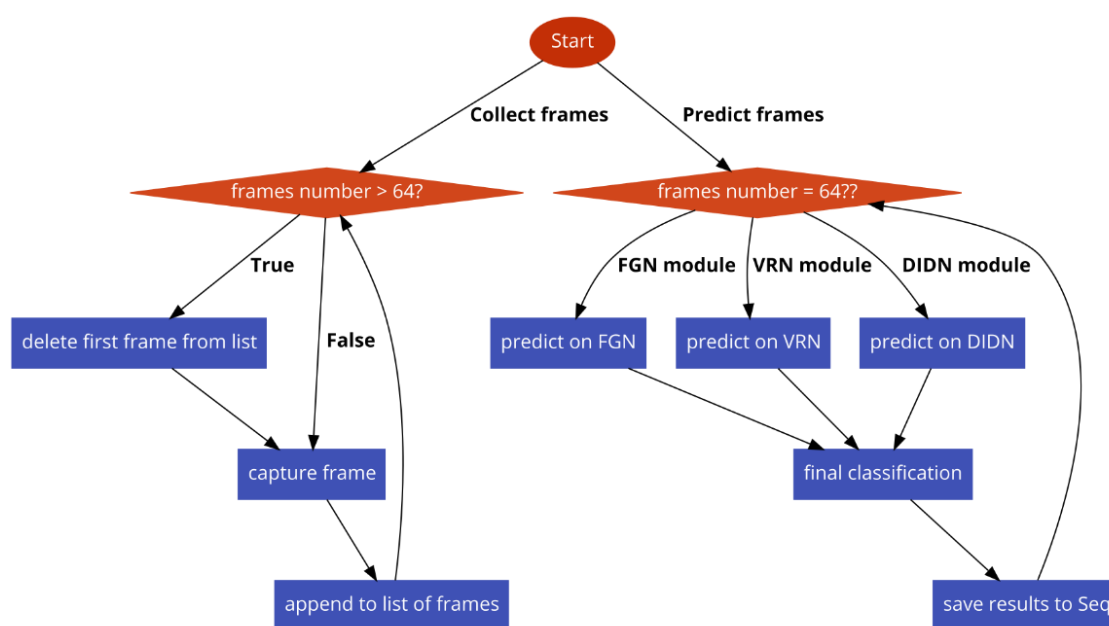 Start
Collect frames
Predict frames
frames number > 64?
frames number = 64??
True
False
FGN module
VRN module
DIDN module
delete first frame from list
predict on FGN
predict on VRN
predict on DIDN
capture frame
final classification
append to list of frames
save results to Seq